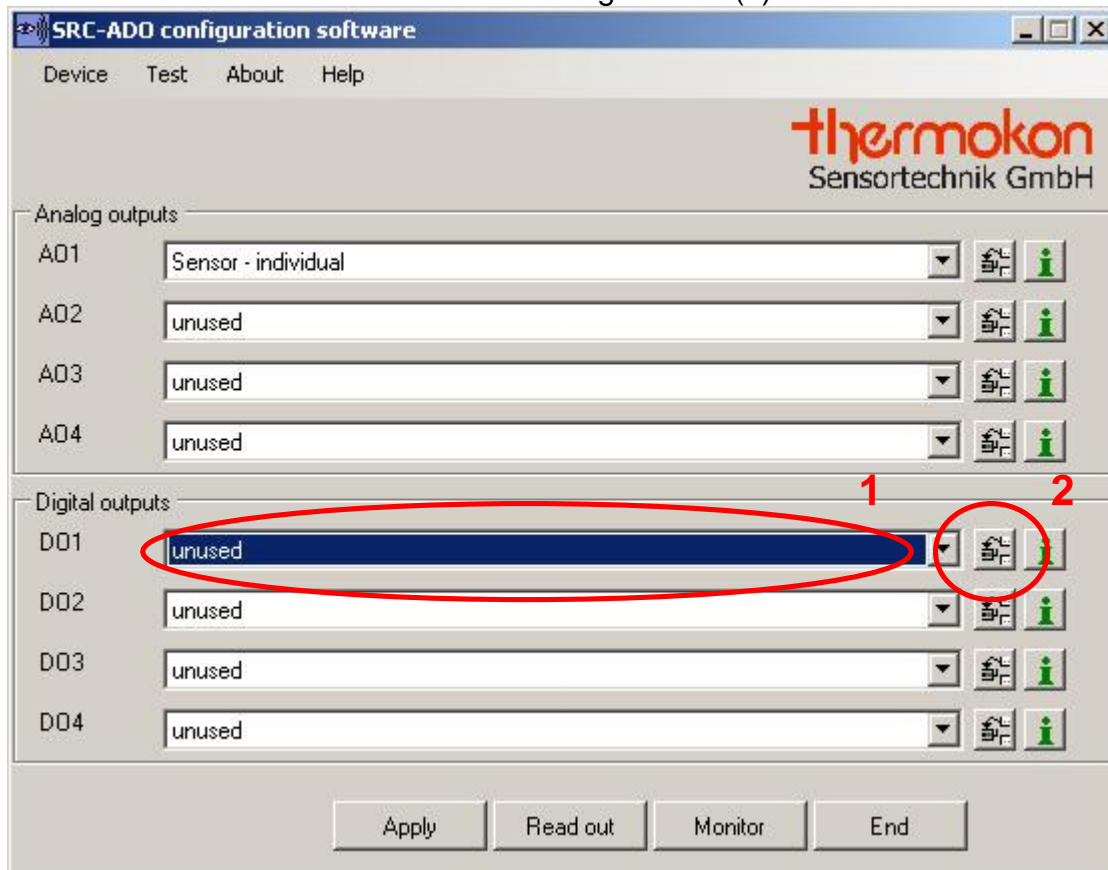 SRC-ADO configuration software
Device Test About Help
thermokon
Sensortechnik GmbH
Analog outputs
AO1 Sensor - individual
AO2 unused
AO3 unused
AO4 unused
Digital outputs
1 2
DO1 unused
DO2 unused
DO3 unused
DO4 unused
Apply Read out Monitor End